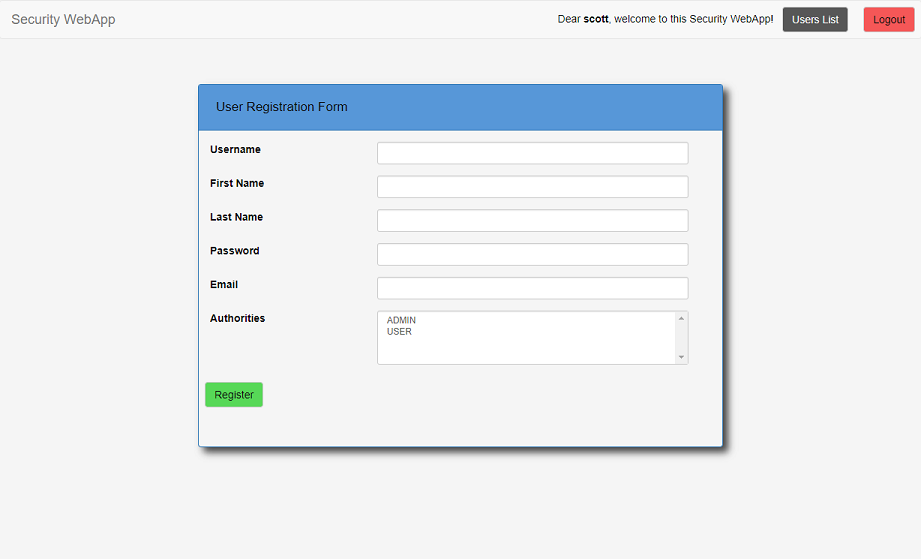 Security WebApp
Dear scott, welcome to this Security WebApp!
Users List
Logout
User Registration Form
Username
First Name
Last Name
Password
Email
Authorities
ADMIN
USER
Register